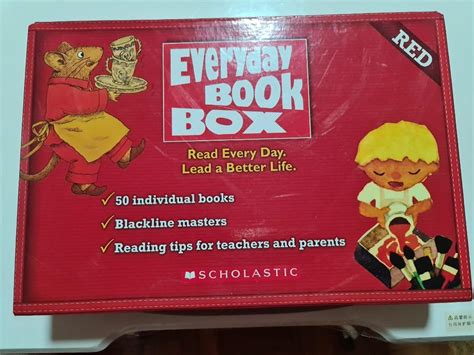 RED
Everyday
BOOK
BOX
Read Every Day.
Lead a Better Life.
✓50 individual books
✓Blackline masters
✓Reading tips for teachers and parents
SCHOLASTIC